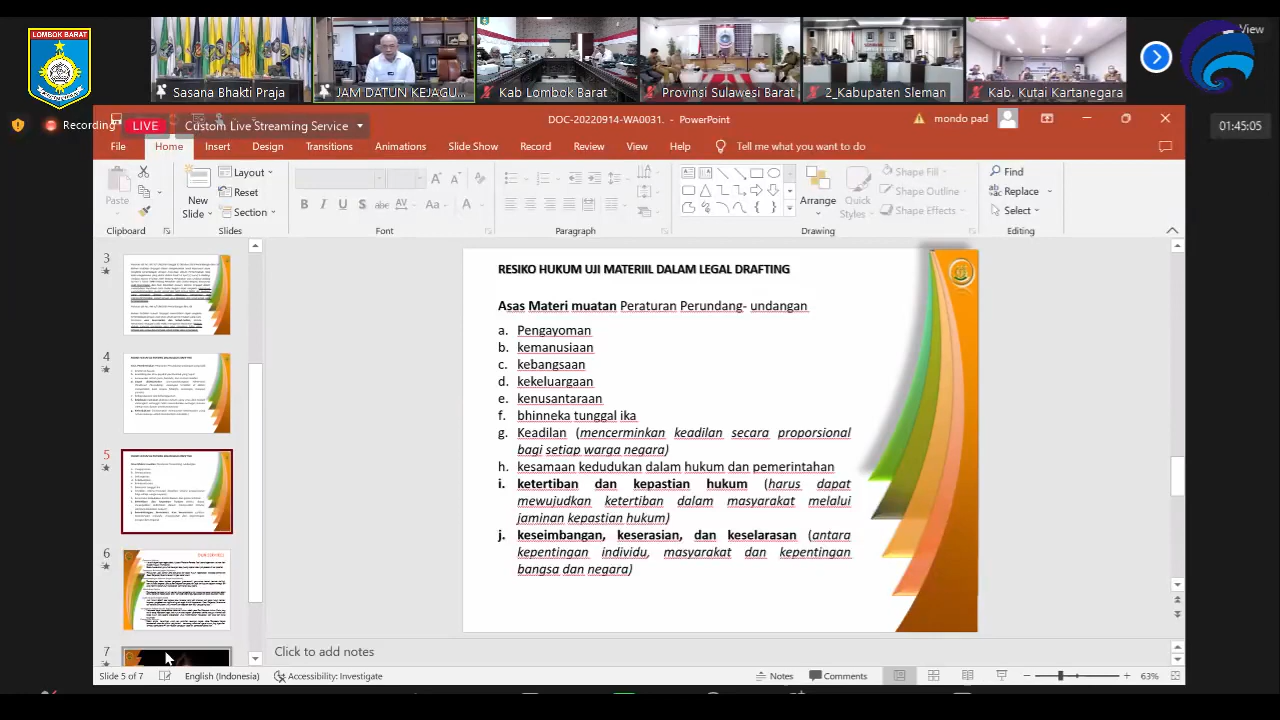 LOMBOK BARAT
Sasana Bhakti Praja
JAM DATUN KEJAGU...
Kab Lombok Barat
Provinsi Sulawesi Barat
2_Kabupaten Sleman
Kab. Kutai Kartanegara
View
Recording
LIVE
Custom Live Streaming Service
DOC-20220914-WA0031. - PowerPoint
mondo pad
01:45:05
File Home Insert Design Transitions Animations Slide Show Record Review View Help Tell me what you want to do
Paste
New Slide
Layout
Reset
Section
B I U S abc AV Aa A
Arrange
Quick Styles
Shape Fill
Shape Outline
Shape Effects
Find
Replace
Select
Clipboard Slides Font Paragraph Drawing Editing
3
4
5
6
7
RESIKO HUKUM UJI MATERIIL DALAM LEGAL DRAFTING
Asas Materi muatan Peraturan Perundang- undangan
a. Pengayoman
b. kemanusiaan
c. kebangsaan
d. kekeluargaan
e. kenusantaraan
f. bhinneka tunggal ika
g. Keadilan (mencerminkan keadilan secara proporsional
bagi setiap warga negara)
h. kesamaan kedudukan dalam hukum dan pemerintahan
i. ketertiban dan kepastian hukum (harus dapat
mewujudkan ketertiban dalam masyarakat melalui
jaminan kepastian hukum)
j. keseimbangan, keserasian, dan keselarasan (antara
kepentingan individu, masyarakat dan kepentingan
bangsa dan negara)
Click to add notes
Slide 5 of 7
English (Indonesia)
Accessibility: Investigate
Notes
Comments
63%